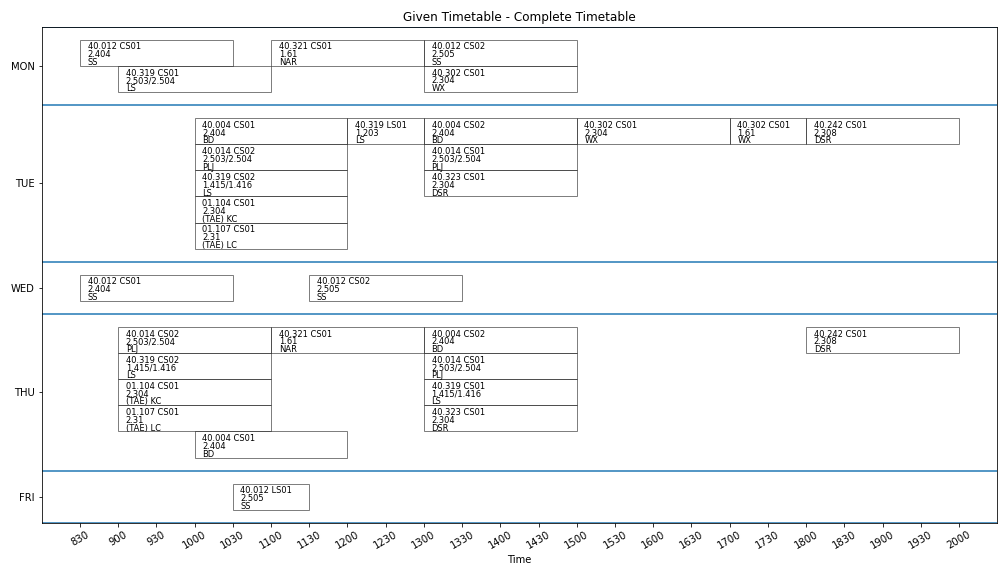 Given Timetable - Complete Timetable
MON
40.012 CS01
2.404
SS
40.321 CS01
1.61
NAR
40.012 CS02
2.505
SS
40.319 CS01
2.503/2.504
LS
40.302 CS01
2.304
WX
TUE
40.004 CS01
2.404
BD
40.319 LS01
1.203
LS
40.004 CS02
2.404
BD
40.302 CS01
2.304
WX
40.302 CS01
1.61
WX
40.242 CS01
2.308
DSR
40.014 CS02
2.503/2.504
PLJ
40.014 CS01
2.503/2.504
PLJ
40.319 CS02
1.415/1.416
LS
40.323 CS01
2.304
DSR
01.104 CS01
2.304
(TAE) KC
01.107 CS01
2.31
(TAE) LC
WED
40.012 CS01
2.404
SS
40.012 CS02
2.505
SS
THU
40.014 CS02
2.503/2.504
PLJ
40.321 CS01
1.61
NAR
40.004 CS02
2.404
BD
40.242 CS01
2.308
DSR
40.319 CS02
1.415/1.416
LS
40.014 CS01
2.503/2.504
PLJ
01.104 CS01
2.304
(TAE) KC
40.319 CS01
1.415/1.416
LS
01.107 CS01
2.31
(TAE) LC
40.323 CS01
2.304
DSR
40.004 CS01
2.404
BD
FRI
40.012 LS01
2.505
SS
830 900 930 1000 1030 1100 1130 1200 1230 1300 1330 1400 1430 1500 1600 1630 1700 1730 1800 1830 1900 1930 2000
Time